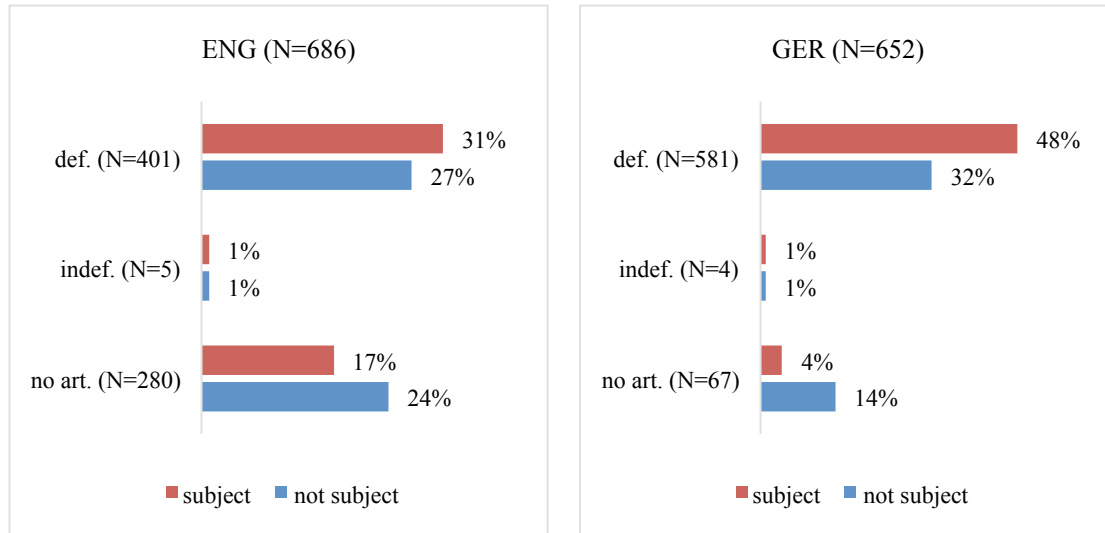 ENG (N=686)
def. (N=401)
31%
27%
indef. (N=5)
1%
1%
no art. (N=280)
17%
24%
subject not subject
GER (N=652)
def. (N=581)
48%
32%
indef. (N=4)
1%
1%
no art. (N=67)
4%
14%
subject not subject